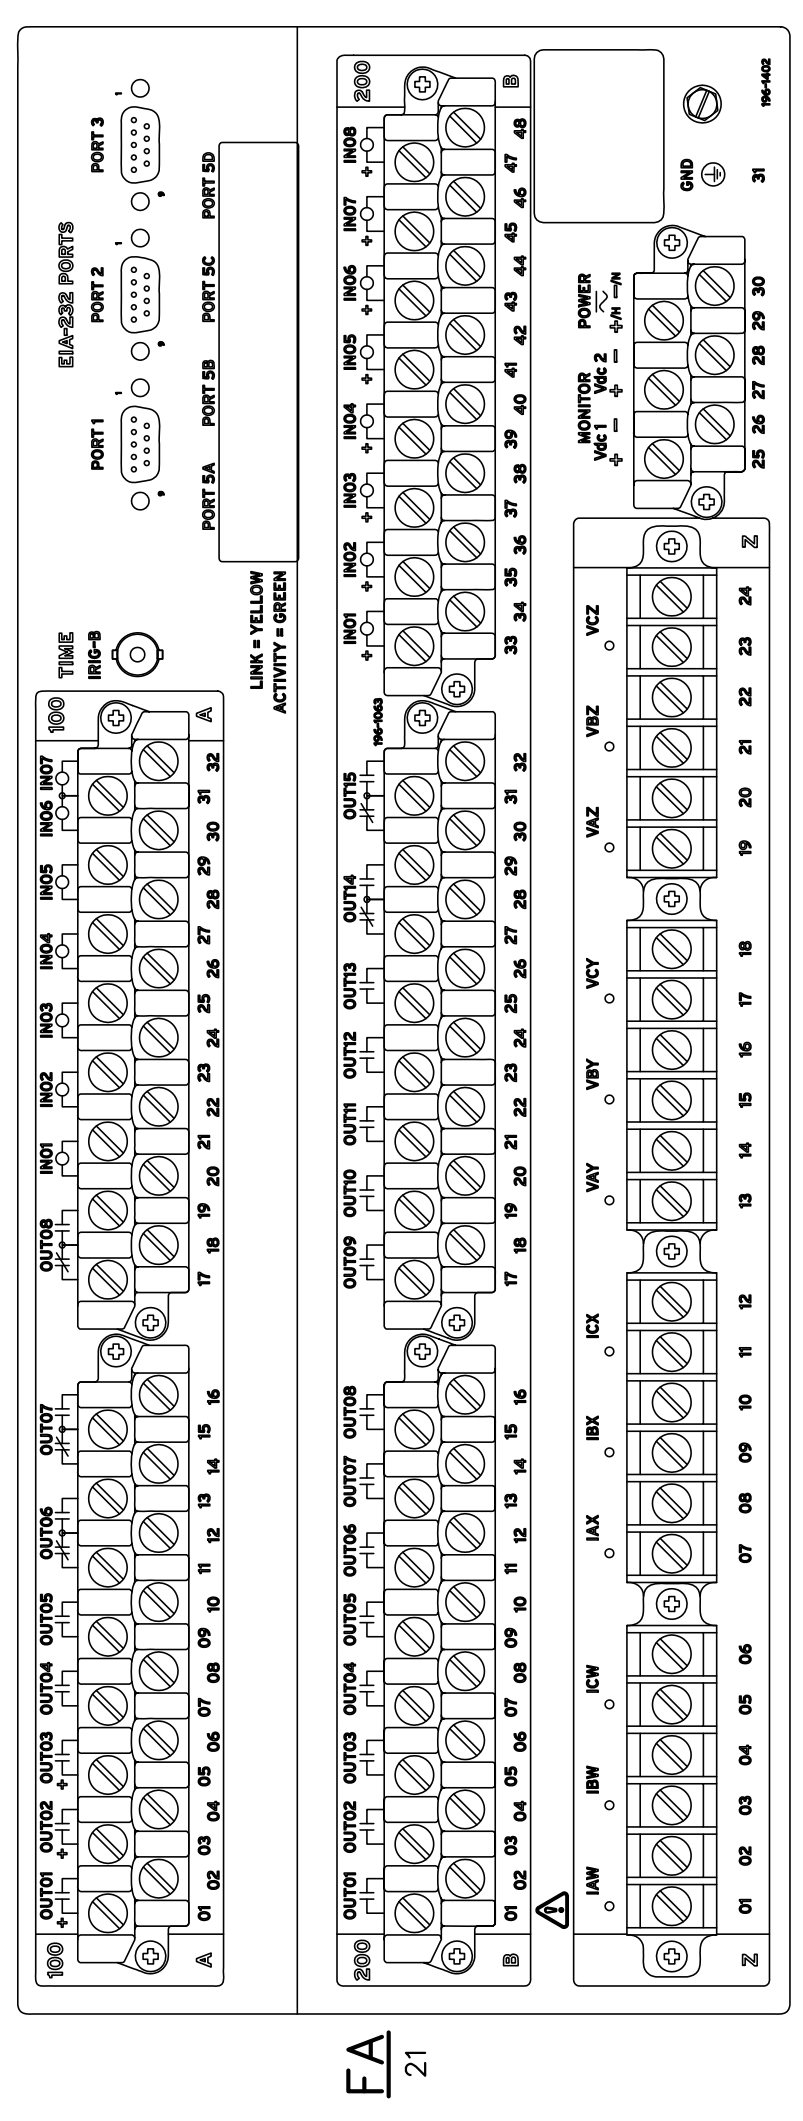 EIA-232 PORTS
PORT 1 PORT 2 PORT 3
9 1 9 1 9 1
TIME
IRIG-B
PORT 5A PORT 5B PORT 5C PORT 5D
LINK = YELLOW
ACTIVITY = GREEN
100 100
OUT01 OUT02 OUT03 OUT04 OUT05 OUT06 OUT07 OUT08 IN01 IN02 IN03 IN04 IN05 IN06 IN07
+ + +
01 02 03 04 05 06 07 08 09 10 11 12 13 14 15 16 17 18 19 20 21 22 23 24 25 26 27 28 29 30 31 32
A A
200 200
OUT01 OUT02 OUT03 OUT04 OUT05 OUT06 OUT07 OUT08 OUT09 OUT10 OUT11 OUT12 OUT13 OUT14 OUT15 IN01 IN02 IN03 IN04 IN05 IN06 IN07 IN08
196-1063
+ + + + + + + +
01 02 03 04 05 06 07 08 09 10 11 12 13 14 15 16 17 18 19 20 21 22 23 24 25 26 27 28 29 30 31 32 33 34 35 36 37 38 39 40 41 42 43 44 45 46 47 48
B B
!
IAW IBW ICW IAX IBX ICX VAY VBY VCY VAZ VBZ VCZ
01 02 03 04 05 06 07 08 09 10 11 12 13 14 15 16 17 18 19 20 21 22 23 24
Z Z
MONITOR POWER
Vdc 1 Vdc 2
+ − + − +/H −/N
25 26 27 28 29 30
GND
31
196-1402
FA
21